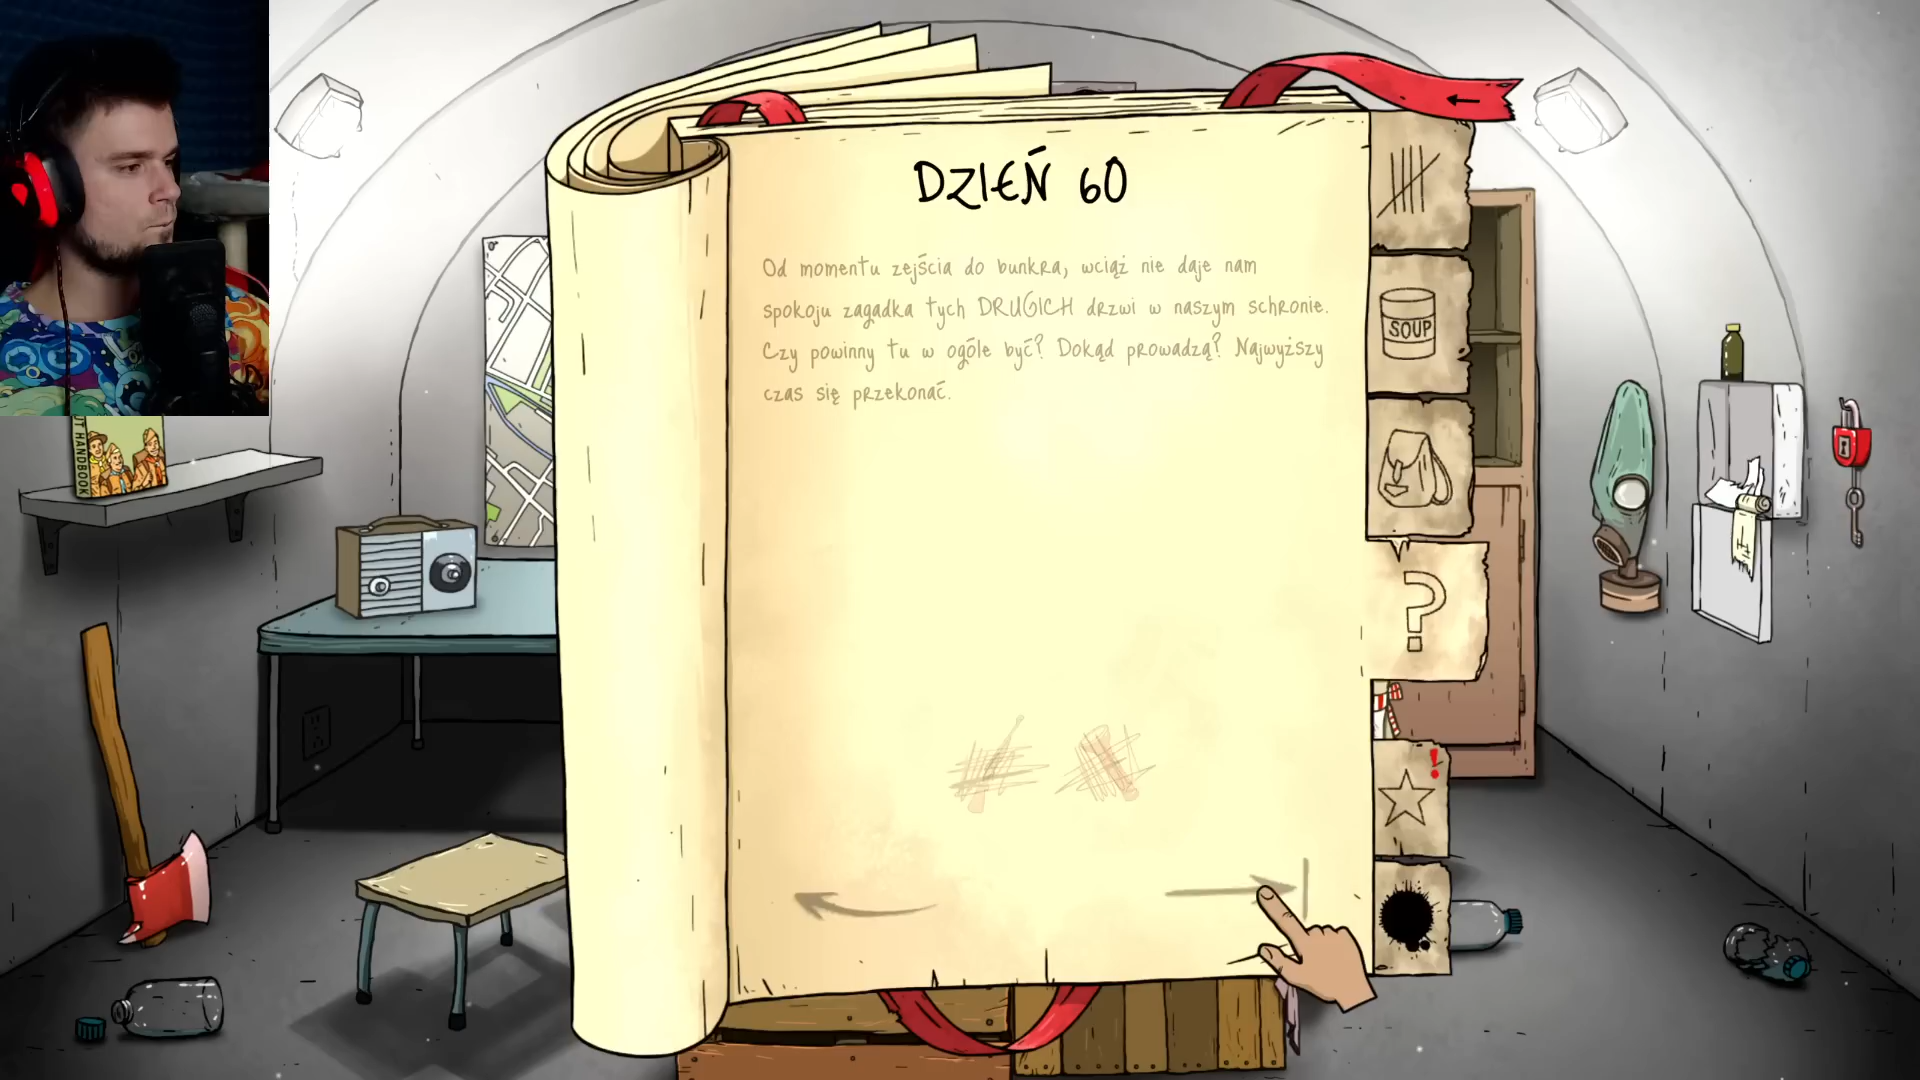 DZIEŃ 60
Od momentu zejścia do bunkra, wciąż nie daje nam
spokoju zagadka tych DRUGICH drzwi w naszym schronie.
Czy powinny tu w ogóle być? Dokąd prowadzą? Najwyższy
czas się przekonać.
SOUP
?
!
UT HANDBOOK